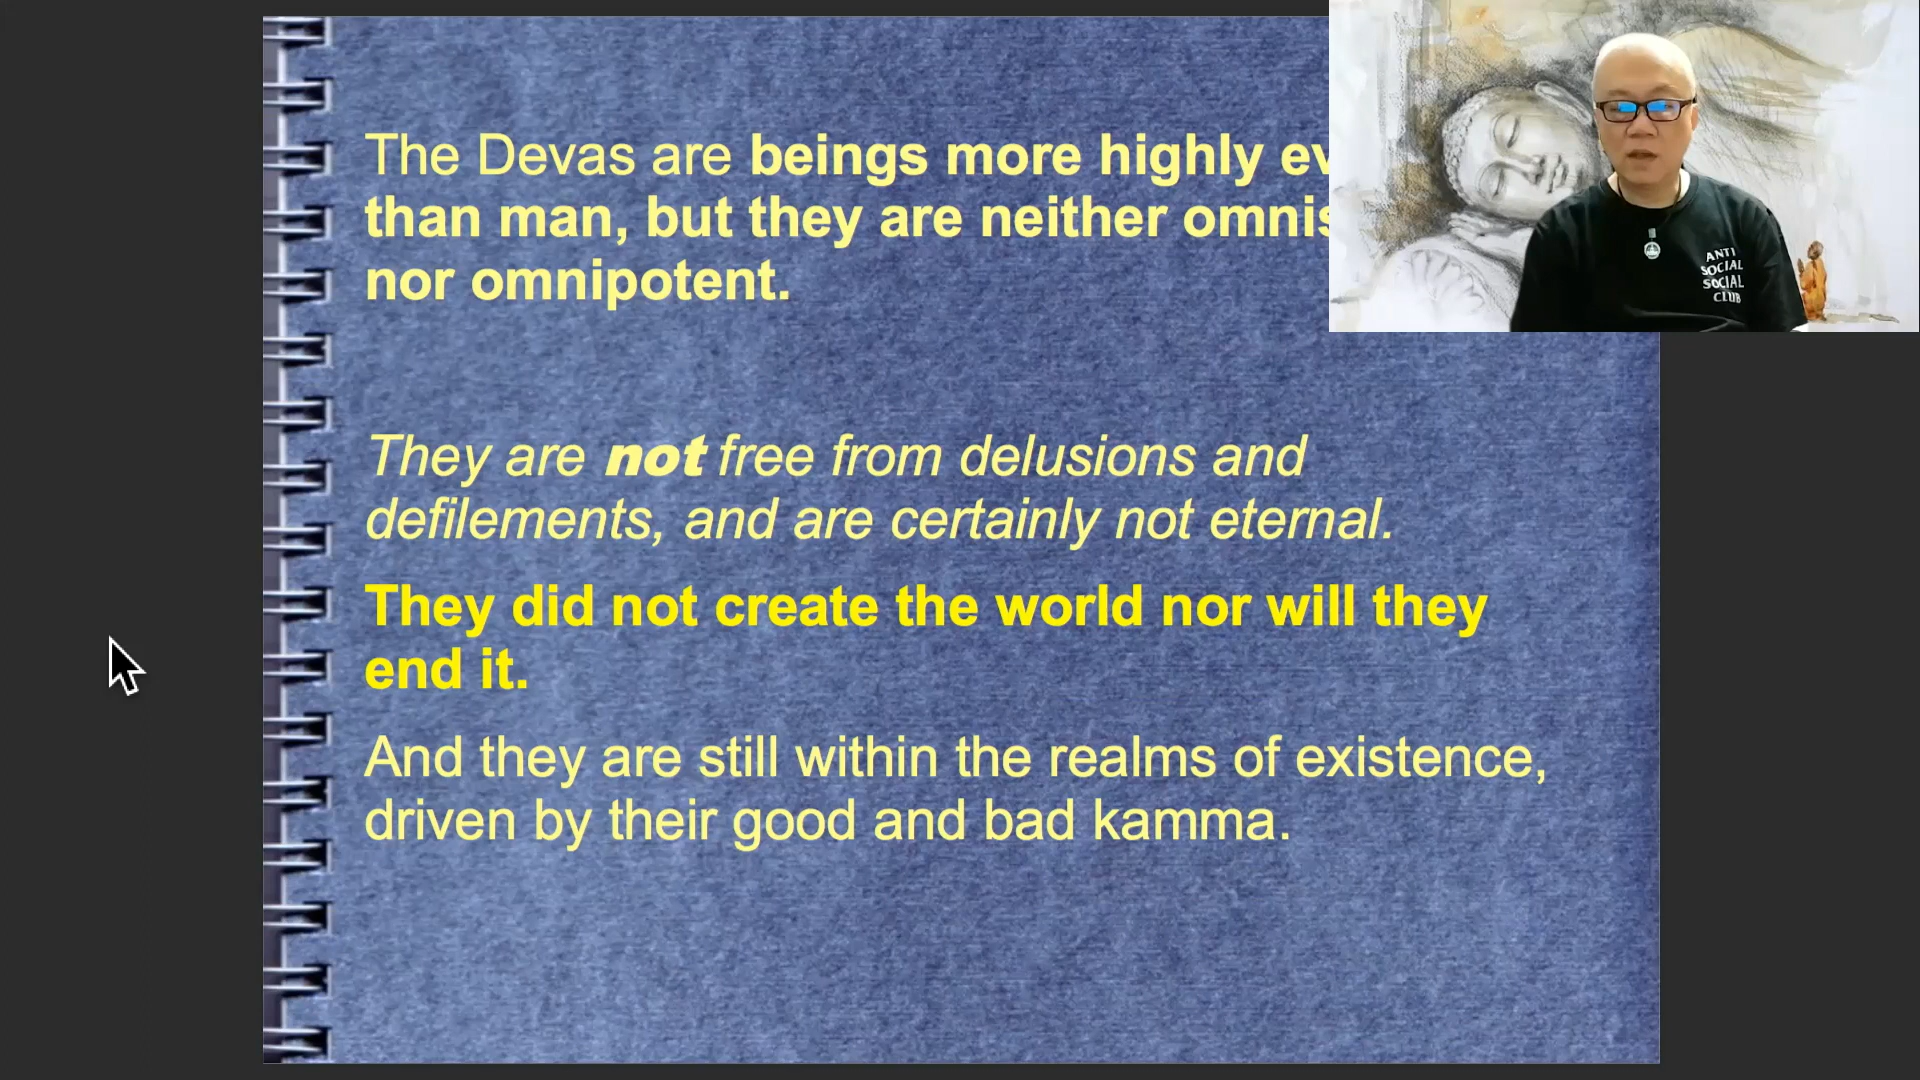 The Devas are beings more highly
than man, but they are neither
nor omnipotent.
They are not free from delusions and
defilements, and are certainly not eternal.
They did not create the world nor will they
end it.
And they are still within the realms of existence,
driven by their good and bad kamma.
ANTI
SOCIAL
SOCIAL
CLUB